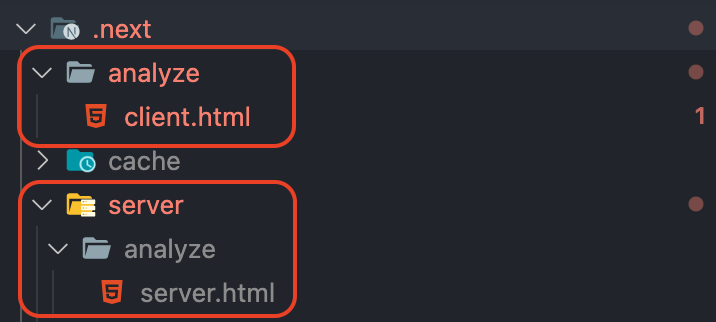 .next
analyze
client.html
1
cache
server
analyze
server.html